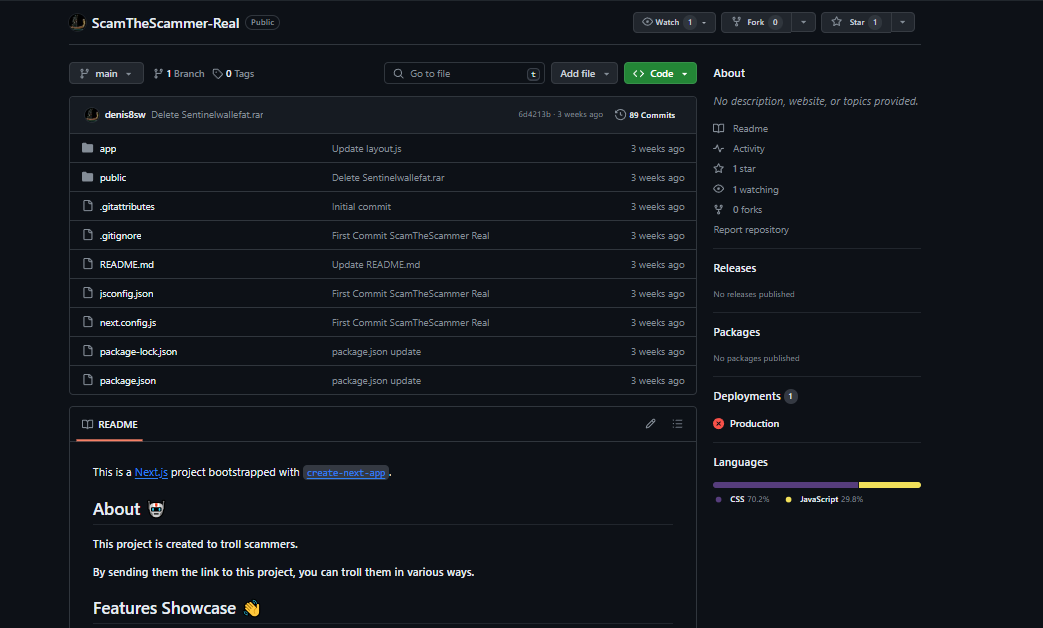 ScamTheScammer-Real Public
Watch 1
Fork 0
Star 1
main
1 Branch
0 Tags
Go to file
t
Add file
Code
denis8sw Delete Sentinelwallefat.rar
6d4213b · 3 weeks ago
89 Commits
app Update layout.js 3 weeks ago
public Delete Sentinelwallefat.rar 3 weeks ago
.gitattributes Initial commit 3 weeks ago
.gitignore First Commit ScamTheScammer Real 3 weeks ago
README.md Update README.md 3 weeks ago
jsconfig.json First Commit ScamTheScammer Real 3 weeks ago
next.config.js First Commit ScamTheScammer Real 3 weeks ago
package-lock.json package.json update 3 weeks ago
package.json package.json update 3 weeks ago
README
This is a Next.js project bootstrapped with create-next-app.
About 🤖
This project is created to troll scammers.
By sending them the link to this project, you can troll them in various ways.
Features Showcase 👋
About
No description, website, or topics provided.
Readme
Activity
1 star
1 watching
0 forks
Report repository
Releases
No releases published
Packages
No packages published
Deployments 1
Production
Languages
CSS 70.2% JavaScript 29.8%